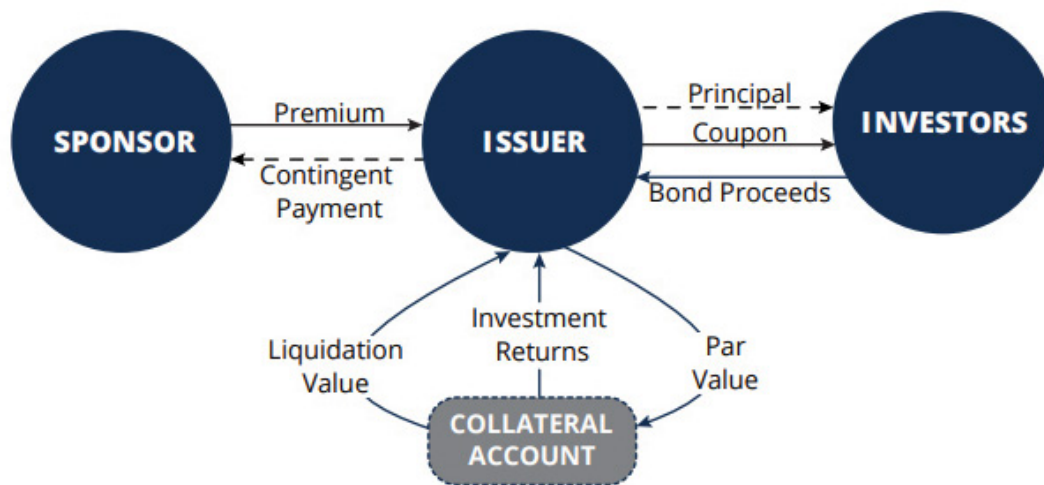 SPONSOR
Premium
Contingent
Payment
ISSUER
Principal
Coupon
Bond Proceeds
INVESTORS
Liquidation
Value
Investment
Returns
Par
Value
COLLATERAL
ACCOUNT